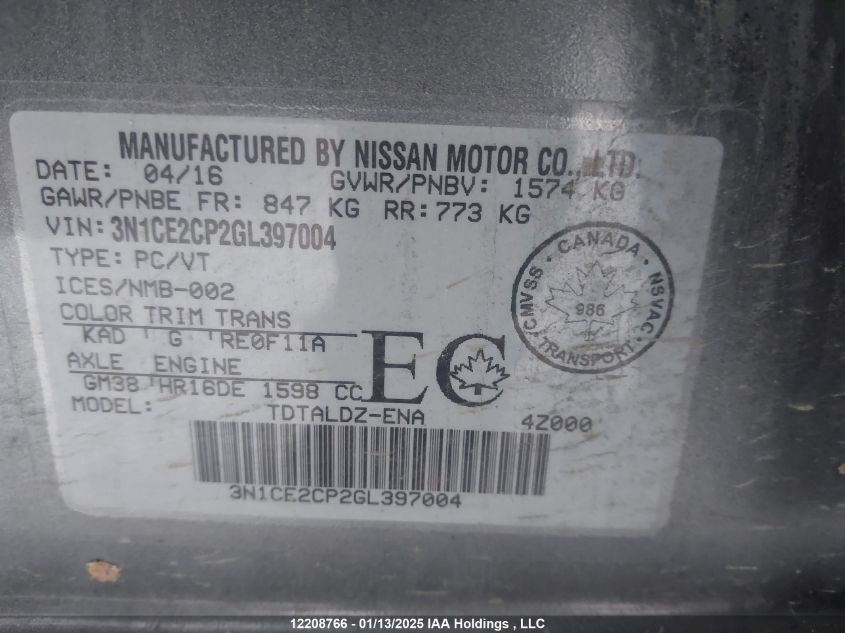 MANUFACTURED BY NISSAN MOTOR CO., LTD.
DATE: 04/16 GVWR/PNBV: 1574 KG
GAWR/PNBE FR: 847 KG RR: 773 KG
VIN: 3N1CE2CP2GL397004
TYPE: PC/VT
ICES/NMB-002
COLOR TRIM TRANS
KAD G RE0F11A
AXLE ENGINE
GM38 HR16DE 1598 CC
EC
CANADA
CMVSS NSVAC
986
TRANSPORT
MODEL: TDTALDZ-ENA 4Z000
3N1CE2CP2GL397004
12208766 - 01/13/2025 IAA Holdings , LLC